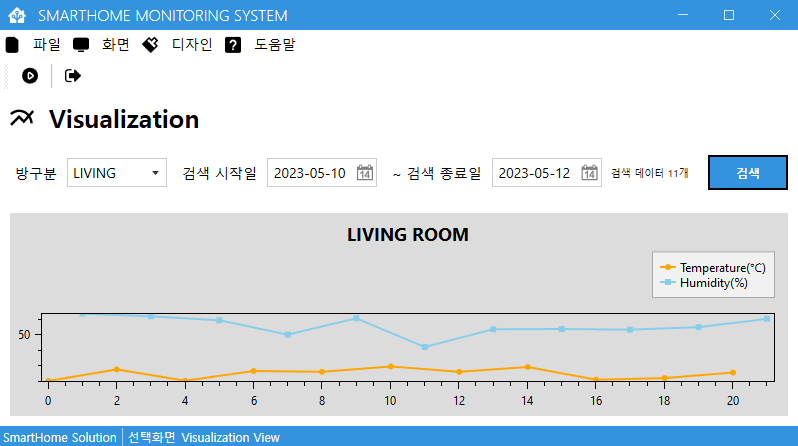 SMARTHOME MONITORING SYSTEM
파일 화면 디자인 도움말
Visualization
방구분 LIVING 검색 시작일 2023-05-10 14 ~ 검색 종료일 2023-05-12 14 검색 데이터 11개 검색
LIVING ROOM
Temperature(°C)
Humidity(%)
50
0 2 4 6 8 10 12 14 16 18 20
SmartHome Solution 선택화면 Visualization View